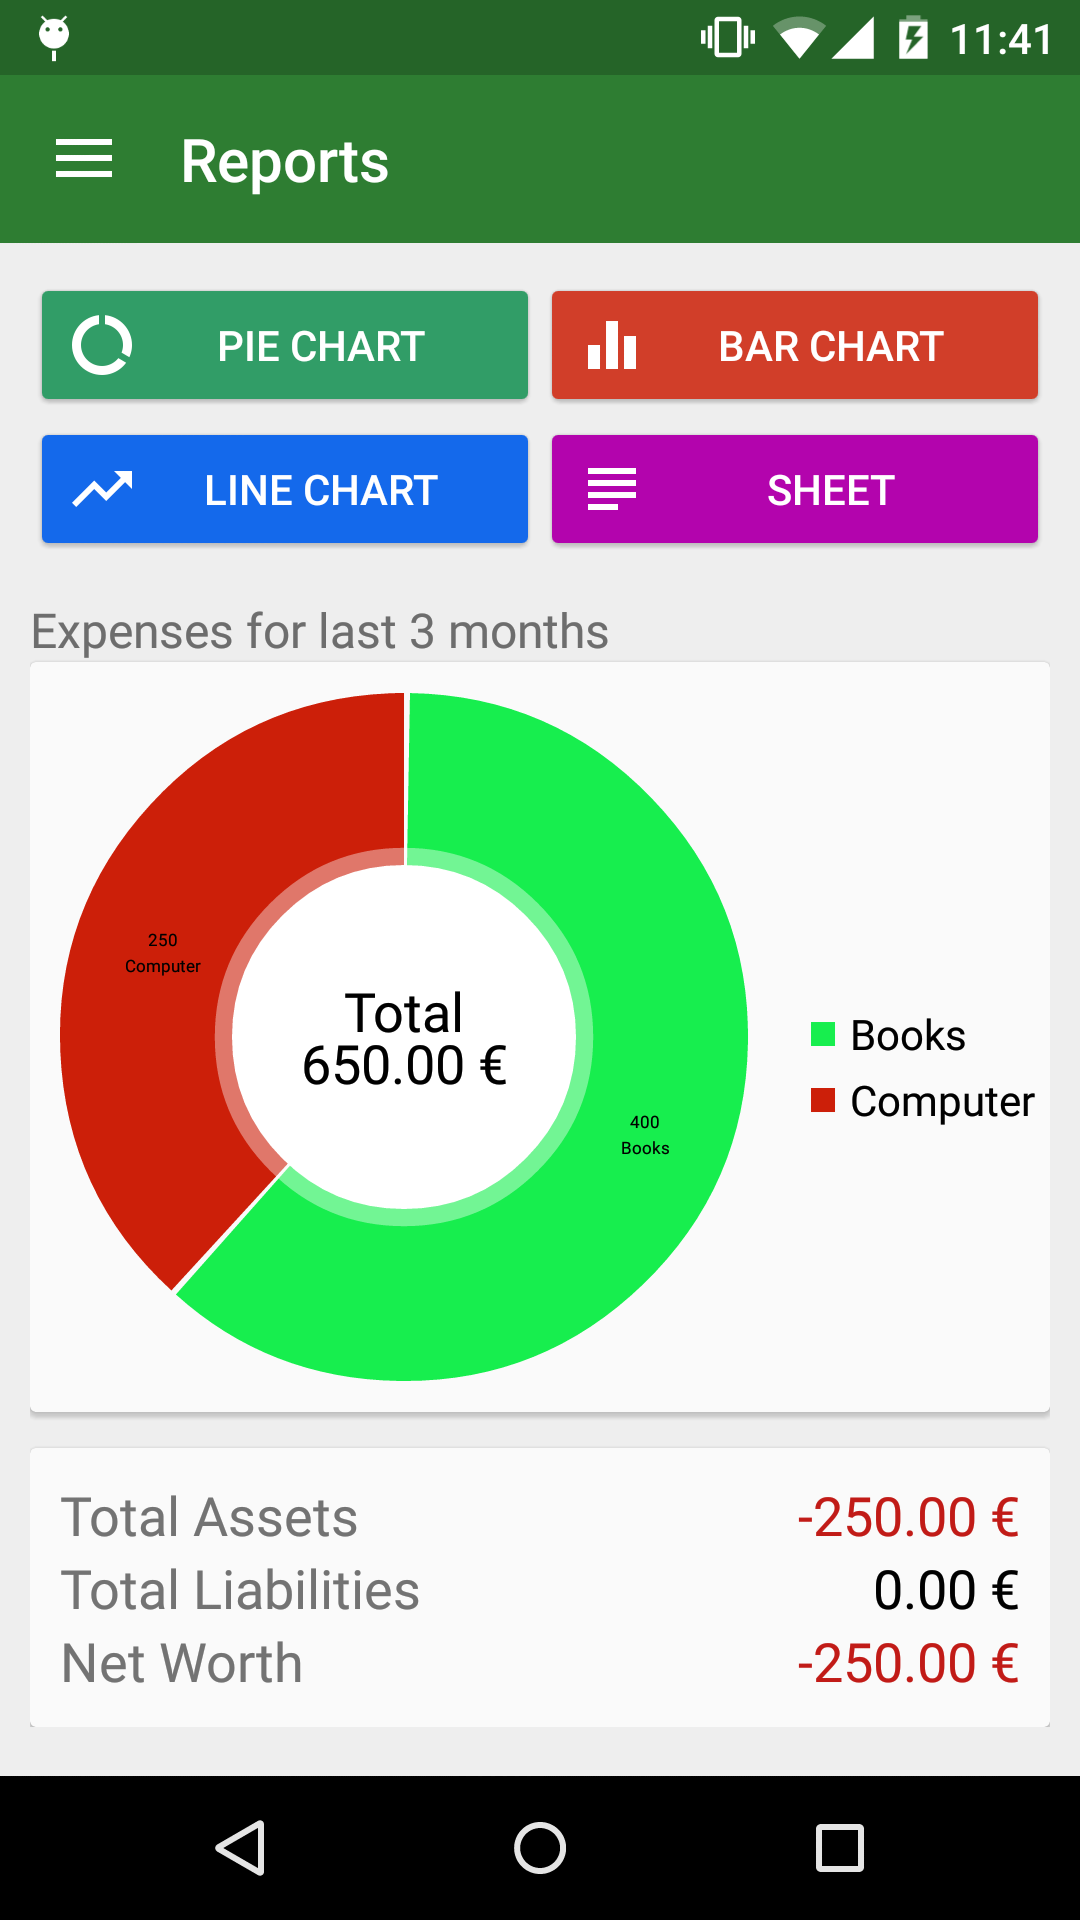 11:41
Reports
PIE CHART
BAR CHART
LINE CHART
SHEET
Expenses for last 3 months
250
Computer
Total
650.00 €
400
Books
Books
Computer
Total Assets -250.00 €
Total Liabilities 0.00 €
Net Worth -250.00 €